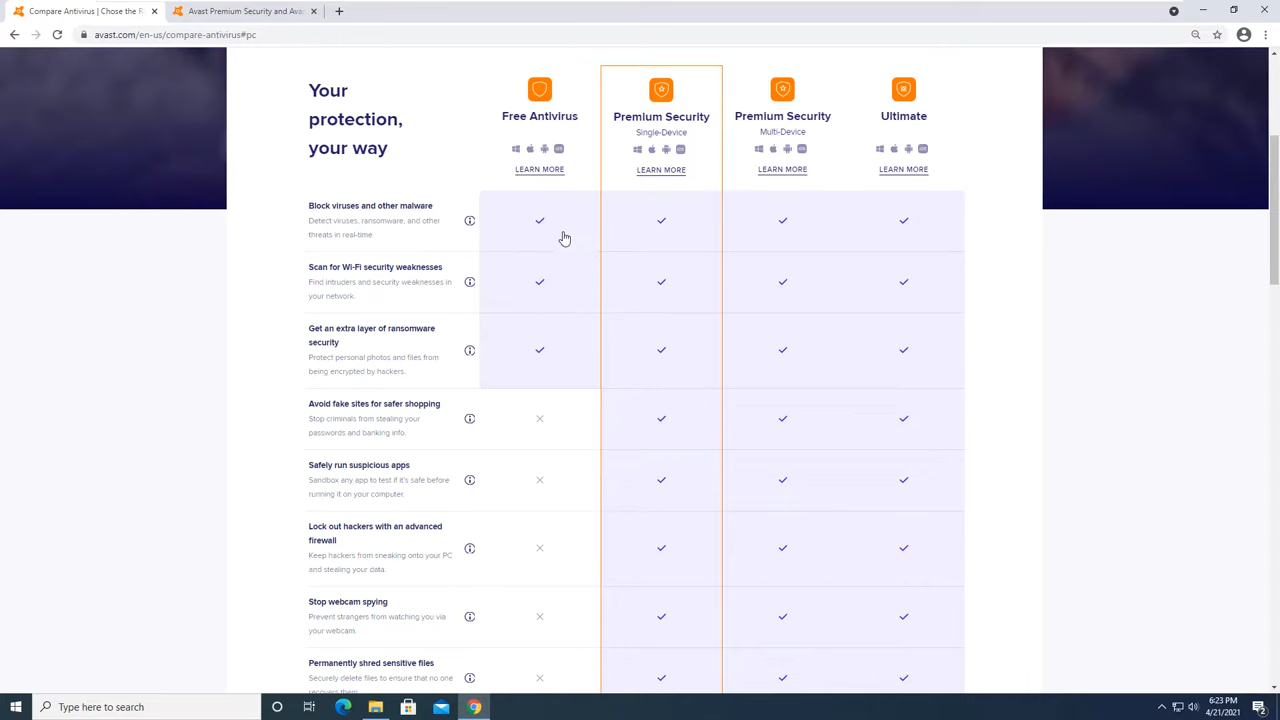 Compare Antivirus | Chose the R
Avast Premium Security and Awa
avast.com/en-us/compare-antivirus#pc
Your
protection,
your way
Free Antivirus
LEARN MORE
Premium Security
Single-Device
LEARN MORE
Premium Security
Multi-Device
LEARN MORE
Ultimate
LEARN MORE
Block viruses and other malware
Detect viruses, ransomware, and other
threats in real-time.
Scan for Wi-Fi security weaknesses
Find intruders and security weaknesses in
your network.
Get an extra layer of ransomware
security
Protect personal photos and files from
being encrypted by hackers.
Avoid fake sites for safer shopping
Stop criminals from stealing your
passwords and banking info.
Safely run suspicious apps
Sandbox any app to test if it's safe before
running it on your computer.
Lock out hackers with an advanced
firewall
Keep hackers from sneaking onto your PC
and stealing your data.
Stop webcam spying
Prevent strangers from watching you via
your webcam.
Permanently shred sensitive files
Securely delete files to ensure that no one
recovers them.
Type here to search
6:23 PM
4/21/2021
2